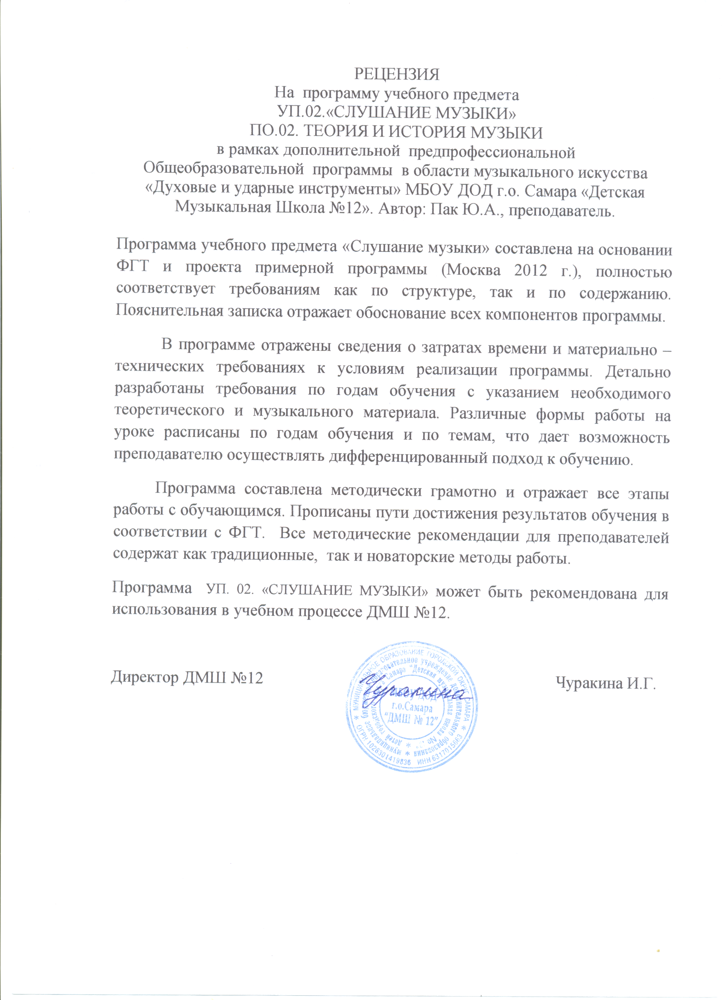 РЕЦЕНЗИЯ
На программу учебного предмета
УП.02.«СЛУШАНИЕ МУЗЫКИ»
ПО.02. ТЕОРИЯ И ИСТОРИЯ МУЗЫКИ
в рамках дополнительной предпрофессиональной
Общеобразовательной программы в области музыкального искусства
«Духовые и ударные инструменты» МБОУ ДОД г.о. Самара «Детская
Музыкальная Школа №12». Автор: Пак Ю.А., преподаватель.
Программа учебного предмета «Слушание музыки» составлена на основании
ФГТ и проекта примерной программы (Москва 2012 г.), полностью
соответствует требованиям как по структуре, так и по содержанию.
Пояснительная записка отражает обоснование всех компонентов программы.
В программе отражены сведения о затратах времени и материально –
технических требованиях к условиям реализации программы. Детально
разработаны требования по годам обучения с указанием необходимого
теоретического и музыкального материала. Различные формы работы на
уроке расписаны по годам обучения и по темам, что дает возможность
преподавателю осуществлять дифференцированный подход к обучению.
Программа составлена методически грамотно и отражает все этапы
работы с обучающимся. Прописаны пути достижения результатов обучения в
соответствии с ФГТ. Все методические рекомендации для преподавателей
содержат как традиционные, так и новаторские методы работы.
Программа УП. 02. «СЛУШАНИЕ МУЗЫКИ» может быть рекомендована для
использования в учебном процессе ДМШ №12.
Директор ДМШ №12
Чуракина И.Г.
Чуракина
МУНИЦИПАЛЬНОЕ ОБРАЗОВАНИЕ ГОРОДСКОЙ ОКРУГ САМАРА
ОГРН 1026301419836 ИНН 6317015663
муниципальное бюджетное образовательное учреждение дополнительного образования
детей городского округа Самара "Детская музыкальная школа №
МБОУ ДОД
г.о.Самара
"ДМШ № 12"